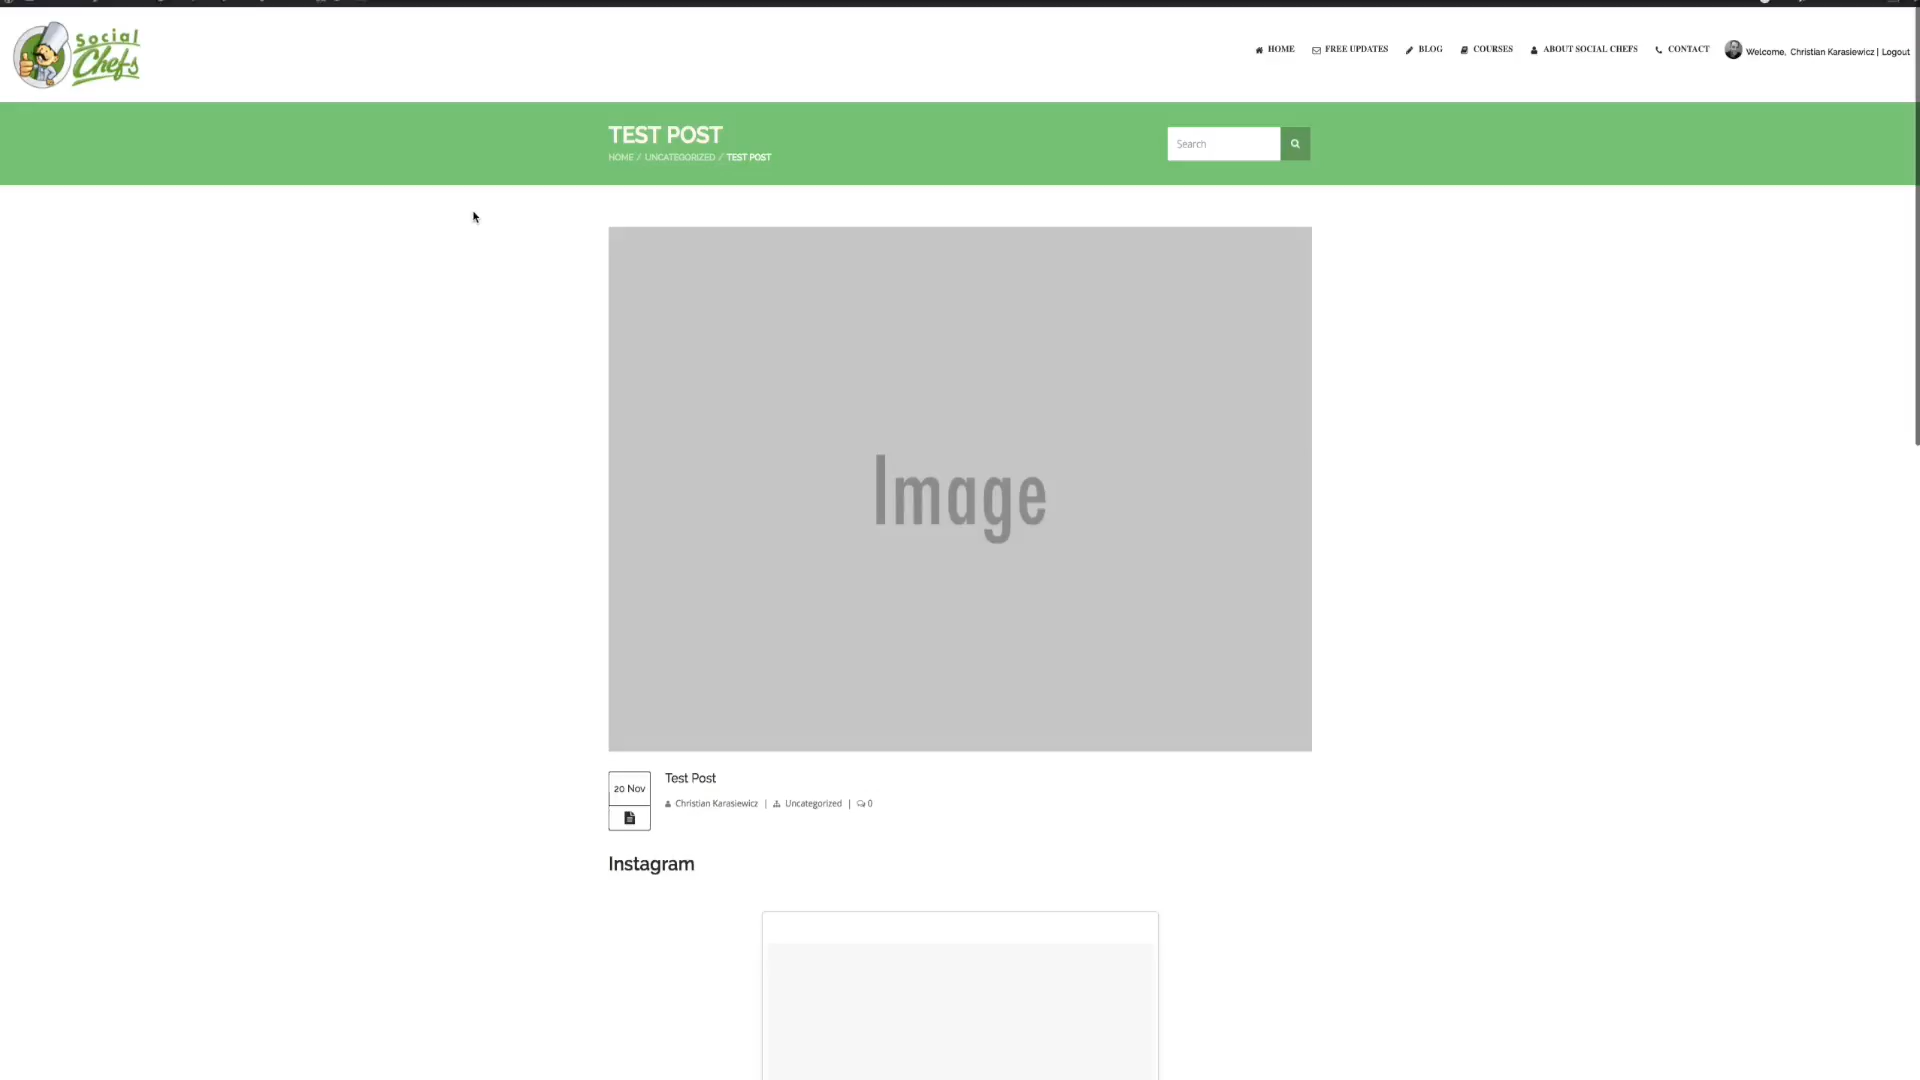 Social
Chefs
HOME
FREE UPDATES
BLOG
COURSES
ABOUT SOCIAL CHEFS
CONTACT
Welcome, Christian Karasiewicz | Logout
TEST POST
HOME / UNCATEGORIZED / TEST POST
Search
Image
20 Nov
Test Post
Christian Karasiewicz | Uncategorized | 0
Instagram